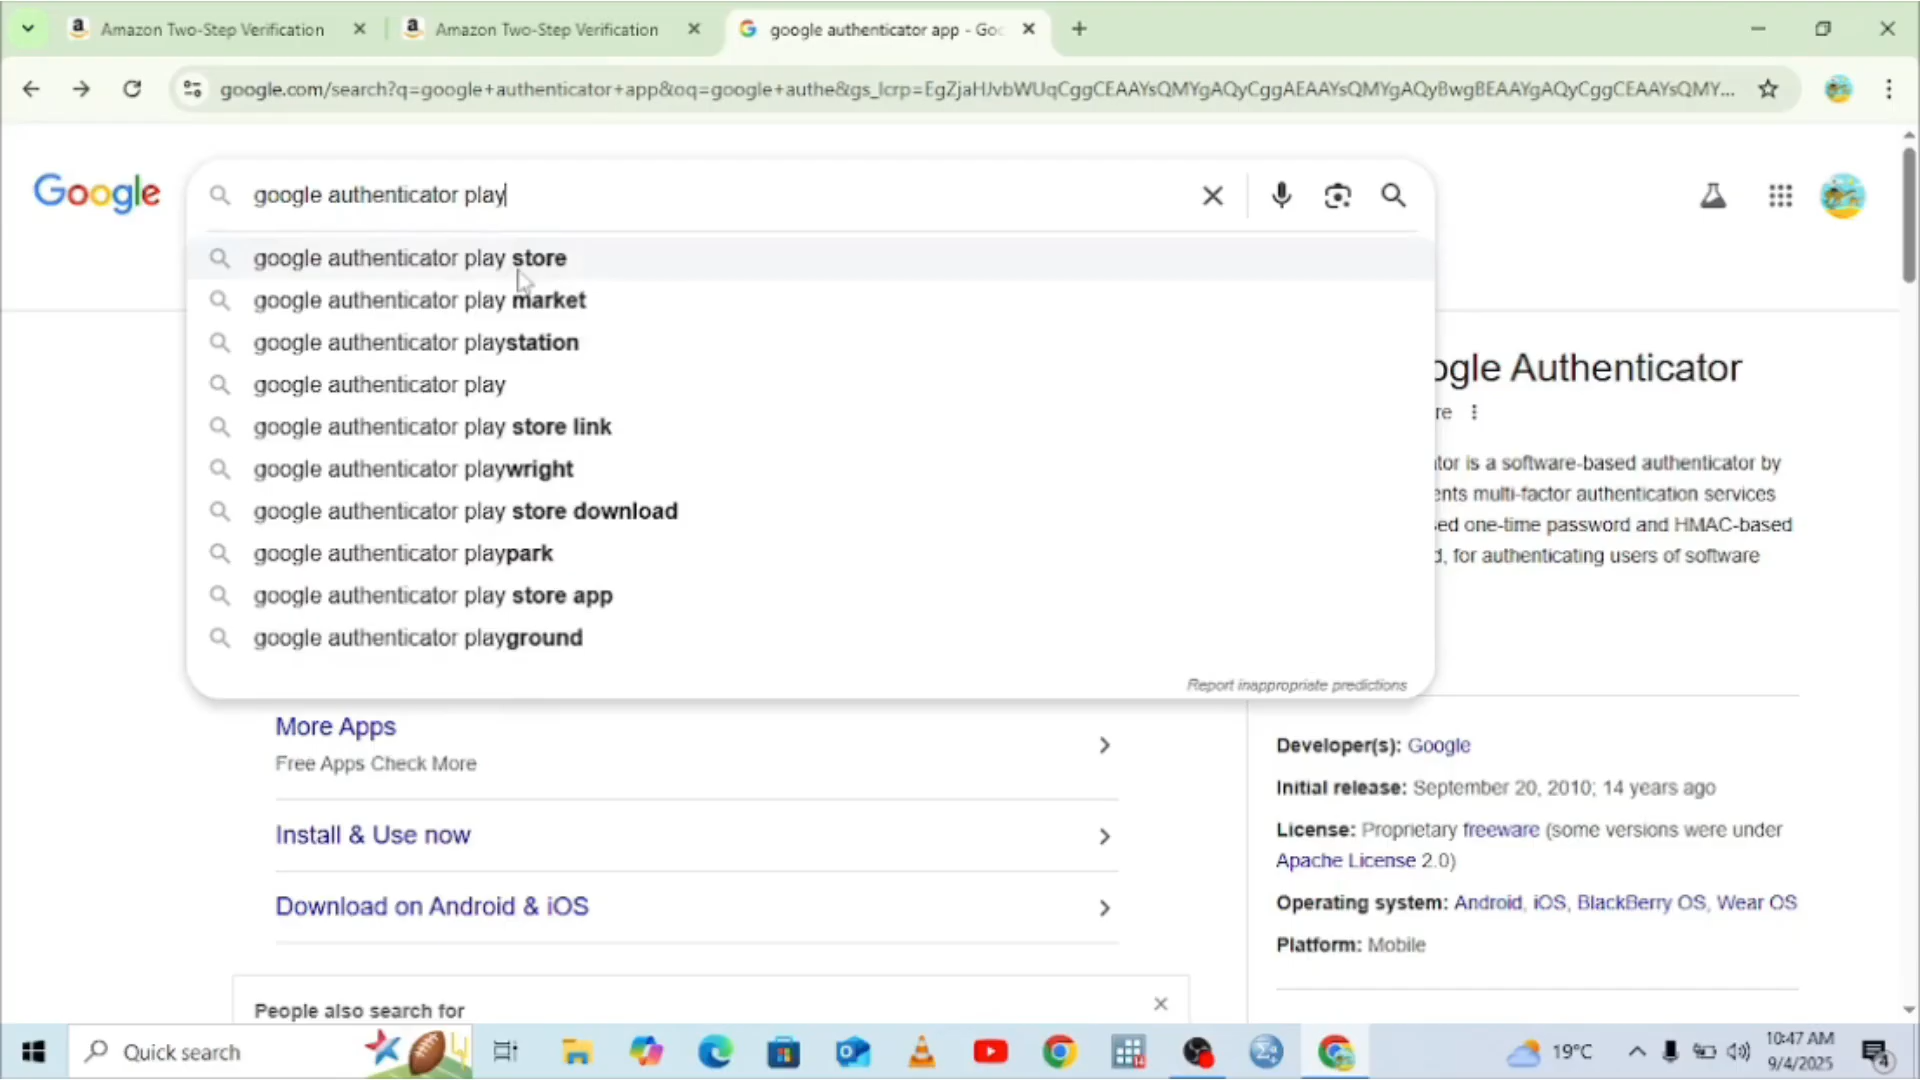 Amazon Two-Step Verification
Amazon Two-Step Verification
google authenticator app - Goo
google.com/search?q=google+authenticator+app&oq=google+authe&gs_lcrp=EgZjaHJvbWUqCggCEAAYsQMYgAQyCggAEAAYsQMYgAQyBwgBEAAYgAQyCggCEAAYsQMY...
Google
google authenticator play
google authenticator play store
google authenticator play market
google authenticator playstation
google authenticator play
google authenticator play store link
google authenticator playwright
google authenticator play store download
google authenticator playpark
google authenticator play store app
google authenticator playground
Report inappropriate predictions
ogle Authenticator
re
tor is a software-based authenticator by
ents multi-factor authentication services
sed one-time password and HMAC-based
d, for authenticating users of software
More Apps
Free Apps Check More
Install & Use now
Download on Android & iOS
People also search for
Developer(s): Google
Initial release: September 20, 2010; 14 years ago
License: Proprietary freeware (some versions were under
Apache License 2.0)
Operating system: Android, iOS, BlackBerry OS, Wear OS
Platform: Mobile
Quick search
19°C
10:47 AM
9/4/2025
4